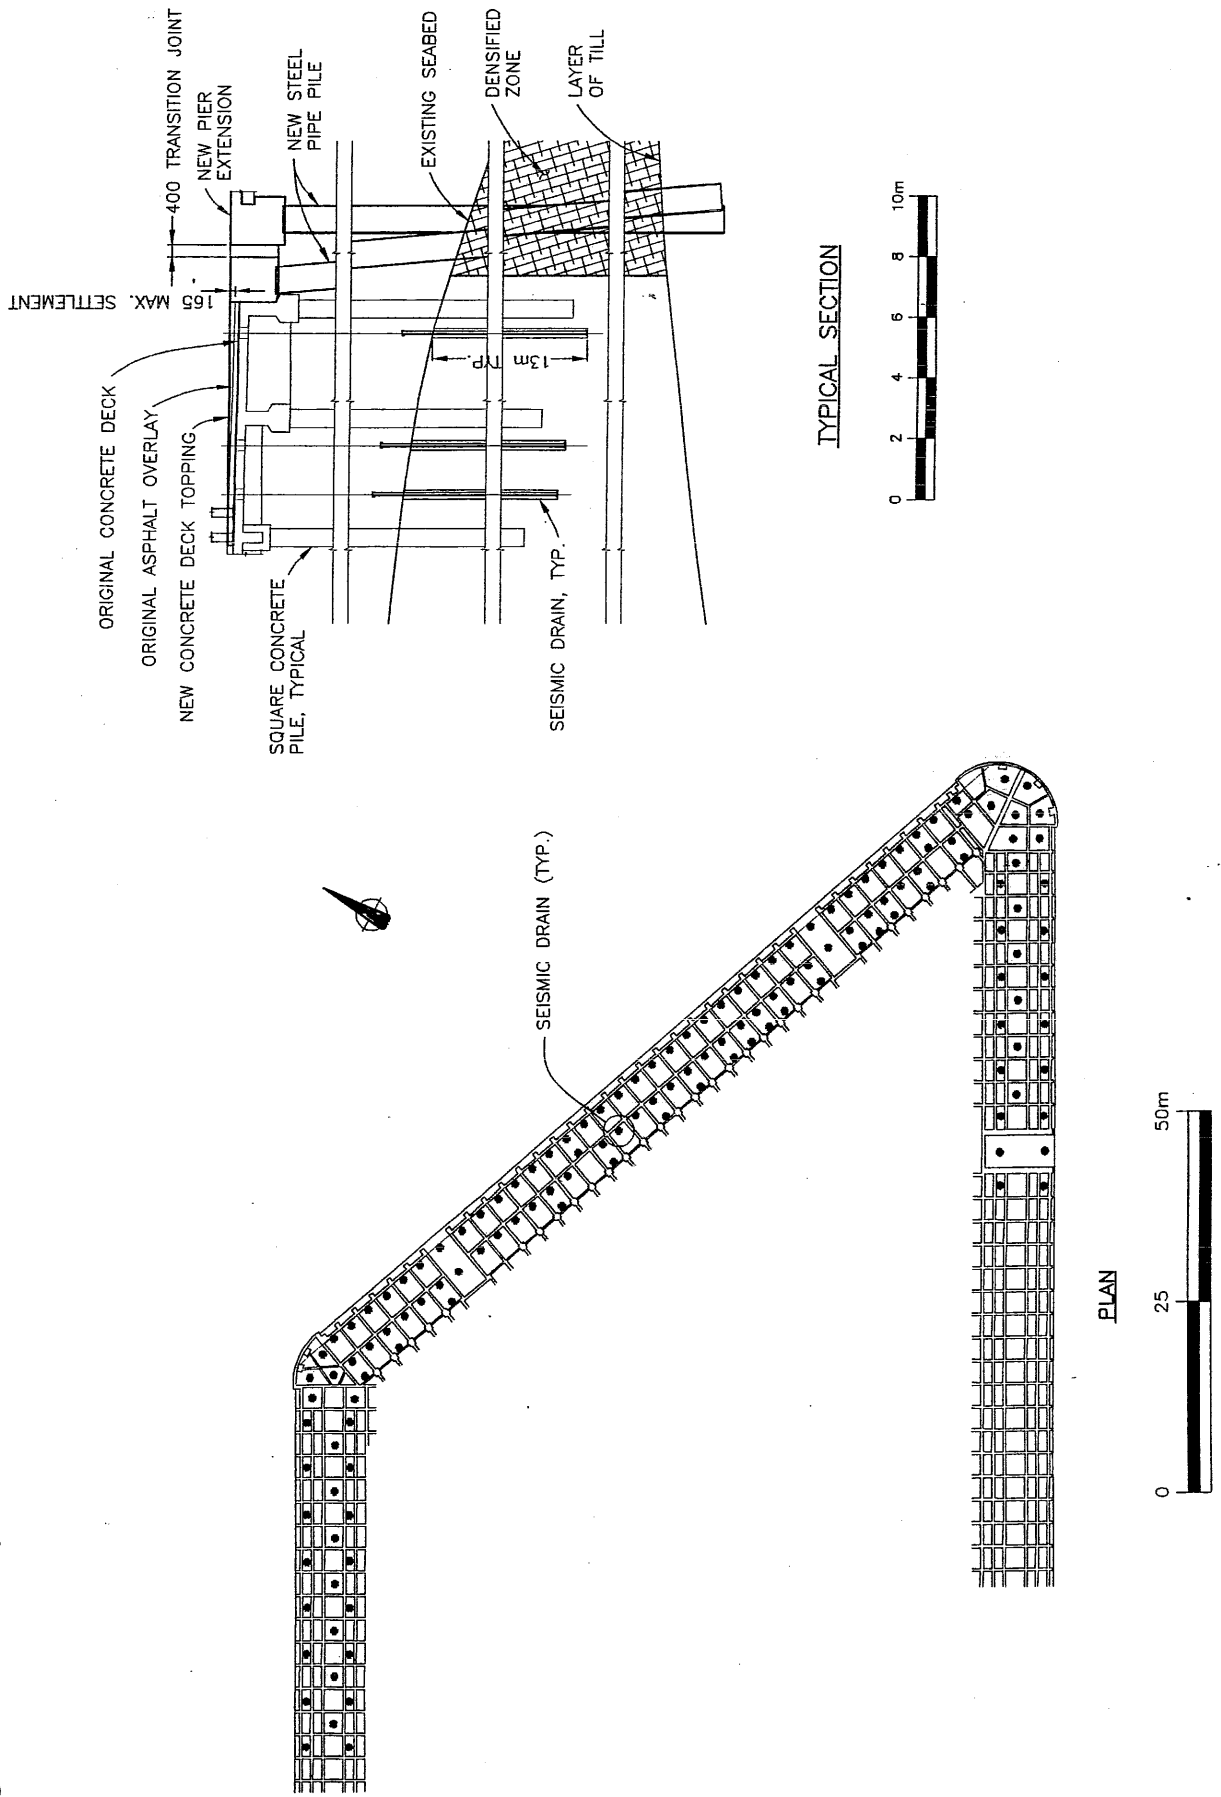 165 MAX. SETTLEMENT
400 TRANSITION JOINT
NEW PIER
EXTENSION
NEW STEEL
PIPE PILE
EXISTING SEABED
DENSIFIED
ZONE
LAYER
OF TILL
ORIGINAL CONCRETE DECK
ORIGINAL ASPHALT OVERLAY
NEW CONCRETE DECK TOPPING
SQUARE CONCRETE
PILE, TYPICAL
13m TYP.
SEISMIC DRAIN, TYP.
TYPICAL SECTION
0 2 4 6 8 10m
SEISMIC DRAIN (TYP.)
PLAN
0 25 50m